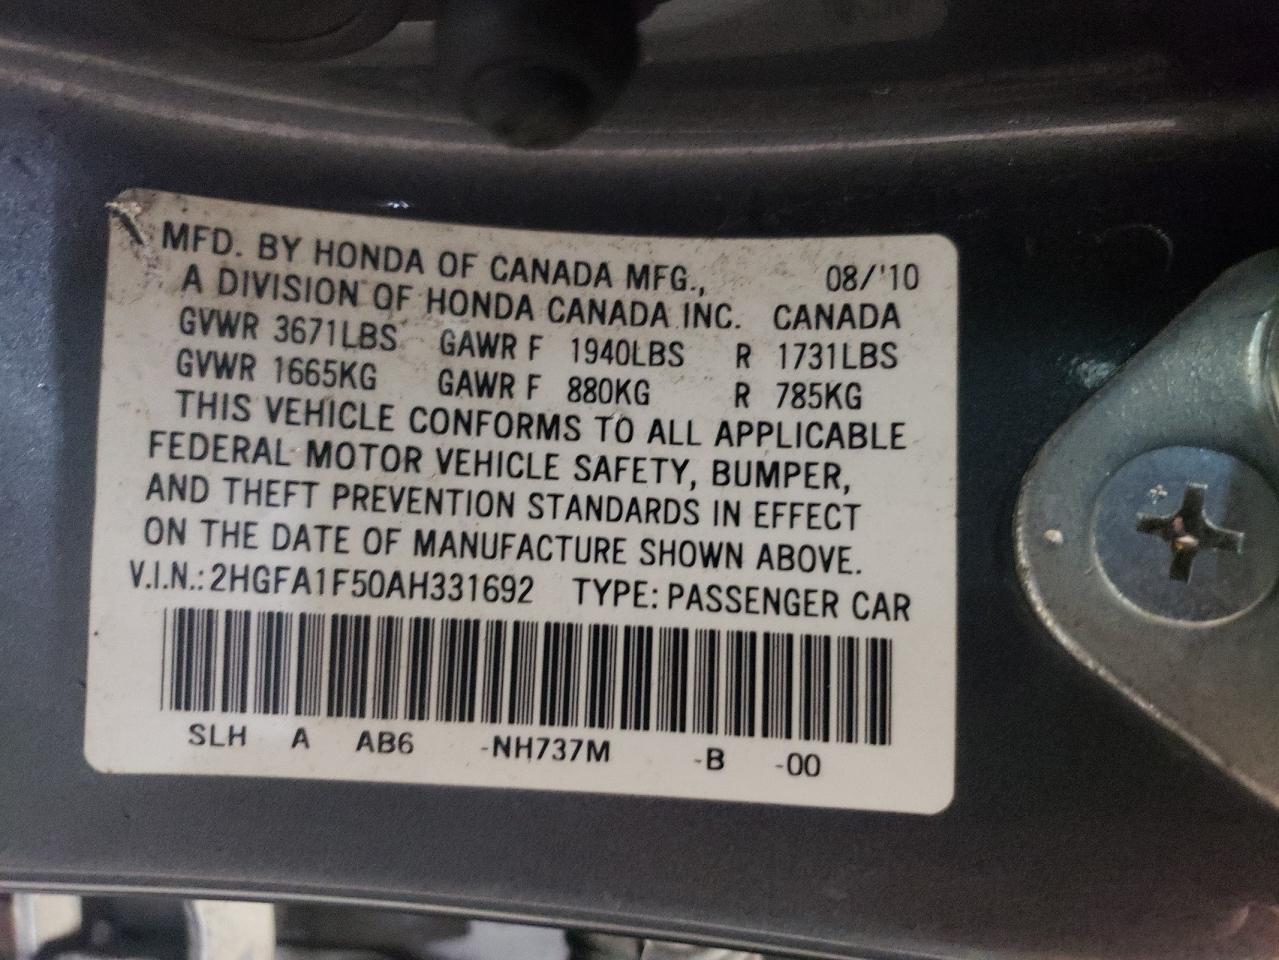 MFD. BY HONDA OF CANADA MFG., 08/'10
A DIVISION OF HONDA CANADA INC. CANADA
GVWR 3671LBS GAWR F 1940LBS R 1731LBS
GVWR 1665KG GAWR F 880KG R 785KG
THIS VEHICLE CONFORMS TO ALL APPLICABLE
FEDERAL MOTOR VEHICLE SAFETY, BUMPER,
AND THEFT PREVENTION STANDARDS IN EFFECT
ON THE DATE OF MANUFACTURE SHOWN ABOVE.
V.I.N.: 2HGFA1F50AH331692 TYPE: PASSENGER CAR
SLH A AB6 -NH737M -B -00